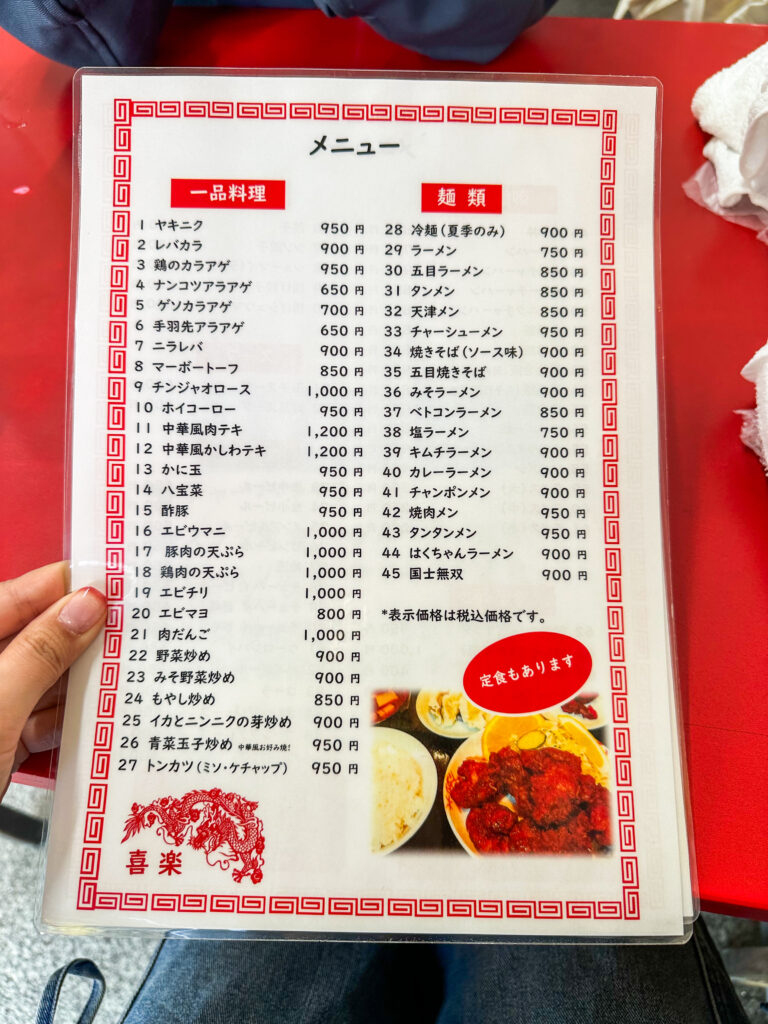 メニュー
一品料理
1 ヤキニク 950円
2 レバカラ 900円
3 鶏のカラアゲ 950円
4 ナンコツアラアゲ 650円
5 ゲソカラアゲ 700円
6 手羽先アラアゲ 650円
7 ニラレバ 900円
8 マーボートーフ 850円
9 チンジャオロース 1,000円
10 ホイコーロー 950円
11 中華風肉テキ 1,200円
12 中華風かしわテキ 1,200円
13 かに玉 950円
14 八宝菜 950円
15 酢豚 950円
16 エビウマニ 1,000円
17 豚肉の天ぷら 1,000円
18 鶏肉の天ぷら 1,000円
19 エビチリ 1,000円
20 エビマヨ 800円
21 肉だんご 1,000円
22 野菜炒め 900円
23 みそ野菜炒め 900円
24 もやし炒め 850円
25 イカとニンニクの芽炒め 900円
26 青菜玉子炒め 中華風お好み焼! 950円
27 トンカツ(ミソ・ケチャップ) 950円
喜楽
麺類
28 冷麺(夏季のみ) 900円
29 ラーメン 750円
30 五目ラーメン 850円
31 タンメン 850円
32 天津メン 850円
33 チャーシューメン 950円
34 焼きそば(ソース味) 900円
35 五目焼きそば 900円
36 みそラーメン 900円
37 ベトコンラーメン 850円
38 塩ラーメン 750円
39 キムチラーメン 900円
40 カレーラーメン 900円
41 チャンポンメン 900円
42 焼肉メン 950円
43 タンタンメン 950円
44 はくちゃんラーメン 900円
45 国士無双 900円
*表示価格は税込価格です。
定食もあります